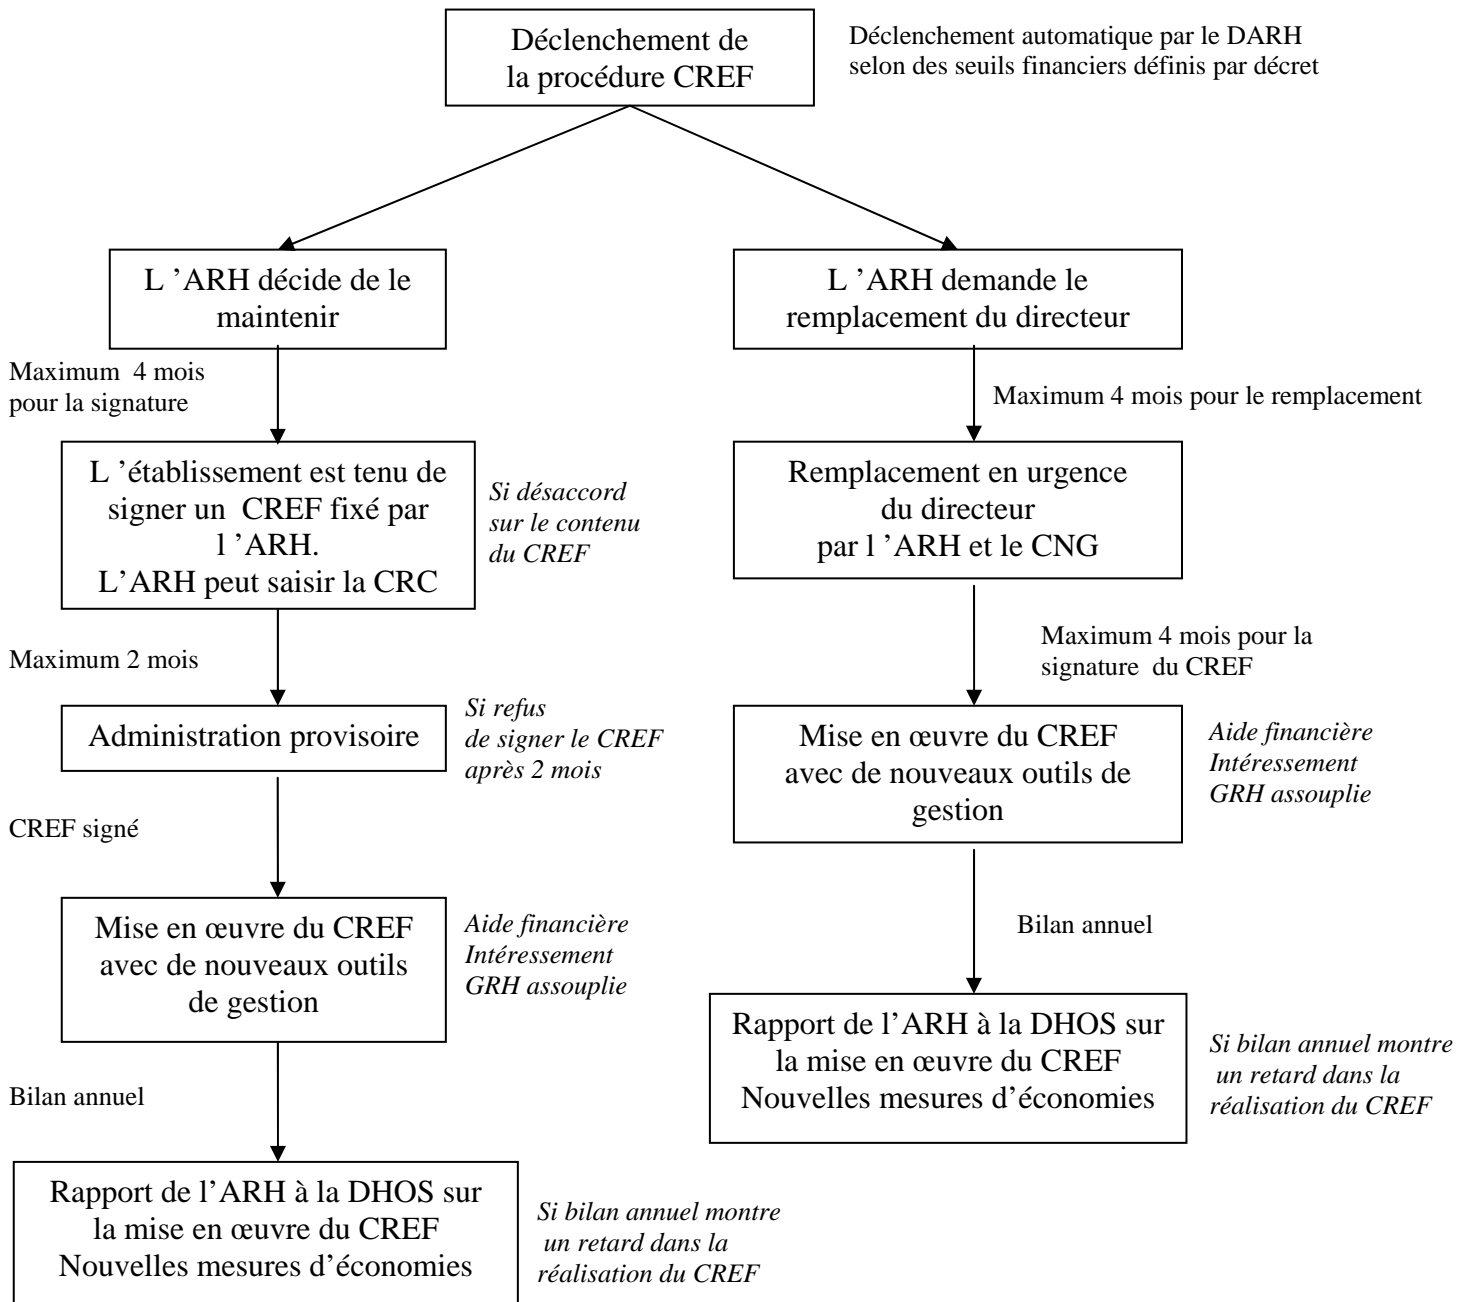 Déclenchement de
la procédure CREF
Déclenchement automatique par le DARH
selon des seuils financiers définis par décret
L ’ARH décide de le
maintenir
L ’ARH demande le
remplacement du directeur
Maximum 4 mois
pour la signature
Maximum 4 mois pour le remplacement
L ’établissement est tenu de
signer un CREF fixé par
l ’ARH.
L’ARH peut saisir la CRC
Si désaccord
sur le contenu
du CREF
Remplacement en urgence
du directeur
par l ’ARH et le CNG
Maximum 2 mois
Maximum 4 mois pour la
signature du CREF
Administration provisoire
Si refus
de signer le CREF
après 2 mois
Mise en œuvre du CREF
avec de nouveaux outils de
gestion
Aide financière
Intéressement
GRH assouplie
CREF signé
Mise en œuvre du CREF
avec de nouveaux outils
de gestion
Aide financière
Intéressement
GRH assouplie
Bilan annuel
Rapport de l’ARH à la DHOS sur
la mise en œuvre du CREF
Nouvelles mesures d’économies
Si bilan annuel montre
un retard dans la
réalisation du CREF
Bilan annuel
Rapport de l’ARH à la DHOS sur
la mise en œuvre du CREF
Nouvelles mesures d’économies
Si bilan annuel montre
un retard dans la
réalisation du CREF